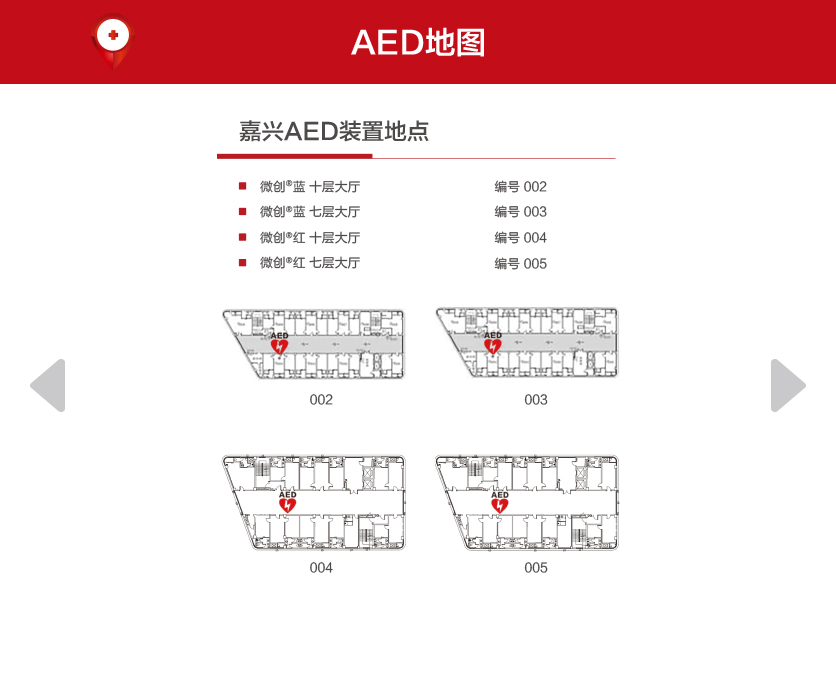 AED地图
嘉兴AED装置地点
微创®蓝 十层大厅 编号 002
微创®蓝 七层大厅 编号 003
微创®红 十层大厅 编号 004
微创®红 七层大厅 编号 005
AED
AED
002
003
AED
AED
004
005